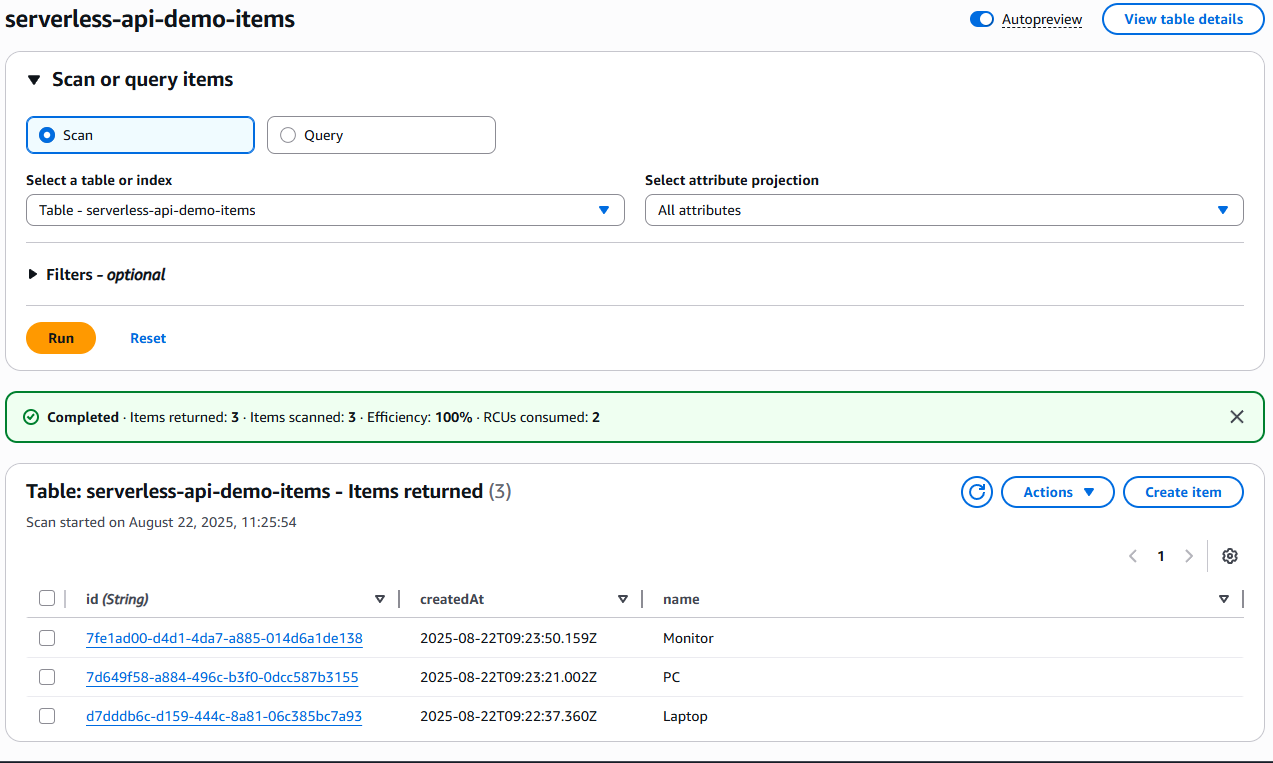 serverless-api-demo-items
Autopreview
View table details
Scan or query items
Scan
Query
Select a table or index
Select attribute projection
Table - serverless-api-demo-items
All attributes
Filters - optional
Run
Reset
Completed · Items returned: 3 · Items scanned: 3 · Efficiency: 100% · RCUs consumed: 2
Table: serverless-api-demo-items - Items returned (3)
Actions
Create item
Scan started on August 22, 2025, 11:25:54
1
id (String) createdAt name
7fe1ad00-d4d1-4da7-a885-014d6a1de138 2025-08-22T09:23:50.159Z Monitor
7d649f58-a884-496c-b3f0-0dcc587b3155 2025-08-22T09:23:21.002Z PC
d7dddb6c-d159-444c-8a81-06c385bc7a93 2025-08-22T09:22:37.360Z Laptop